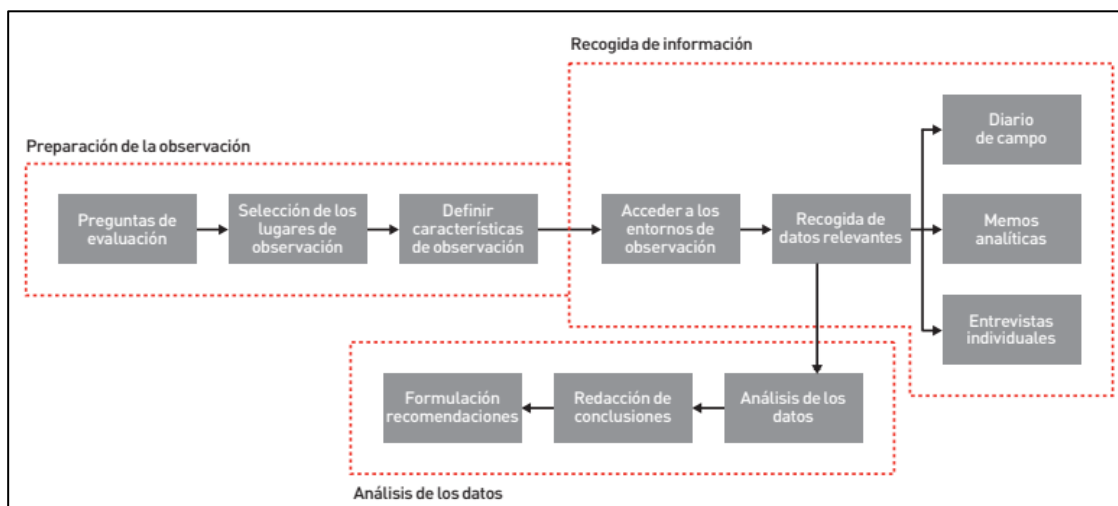 Recogida de información
Preparación de la observación
Preguntas de
evaluación
Selección de los
lugares de
observación
Definir
características
de observación
Acceder a los
entornos de
observación
Recogida de
datos relevantes
Diario
de campo
Memos
analíticas
Entrevistas
individuales
Formulación
recomendaciones
Redacción de
conclusiones
Análisis de los
datos
Análisis de los datos